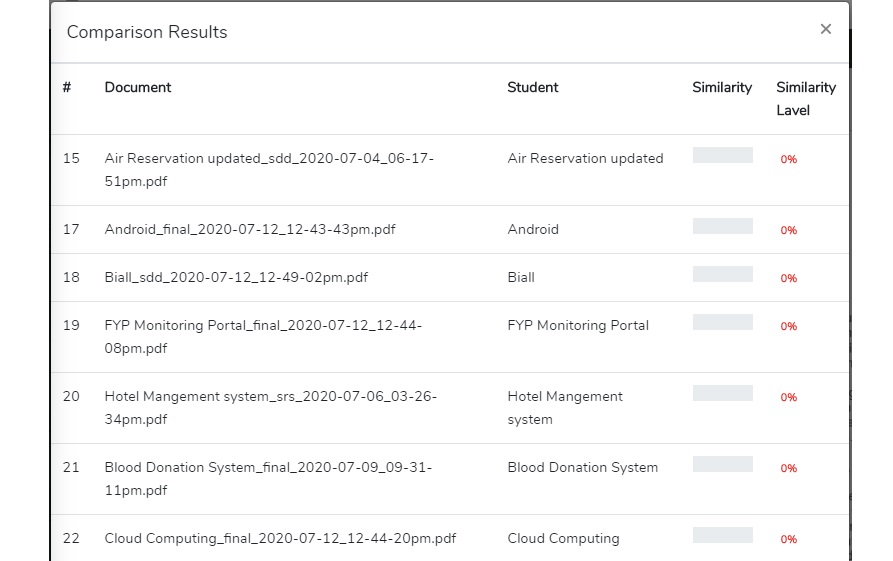 Comparison Results ×
# Document Student Similarity Similarity
Lavel
15 Air Reservation updated_sdd_2020-07-04_06-17- Air Reservation updated 0%
51pm.pdf
17 Android_final_2020-07-12_12-43-43pm.pdf Android 0%
18 Biall_sdd_2020-07-12_12-49-02pm.pdf Biall 0%
19 FYP Monitoring Portal_final_2020-07-12_12-44- FYP Monitoring Portal 0%
08pm.pdf
20 Hotel Mangement system_srs_2020-07-06_03-26- Hotel Mangement 0%
34pm.pdf system
21 Blood Donation System_final_2020-07-09_09-31- Blood Donation System 0%
11pm.pdf
22 Cloud Computing_final_2020-07-12_12-44-20pm.pdf Cloud Computing 0%